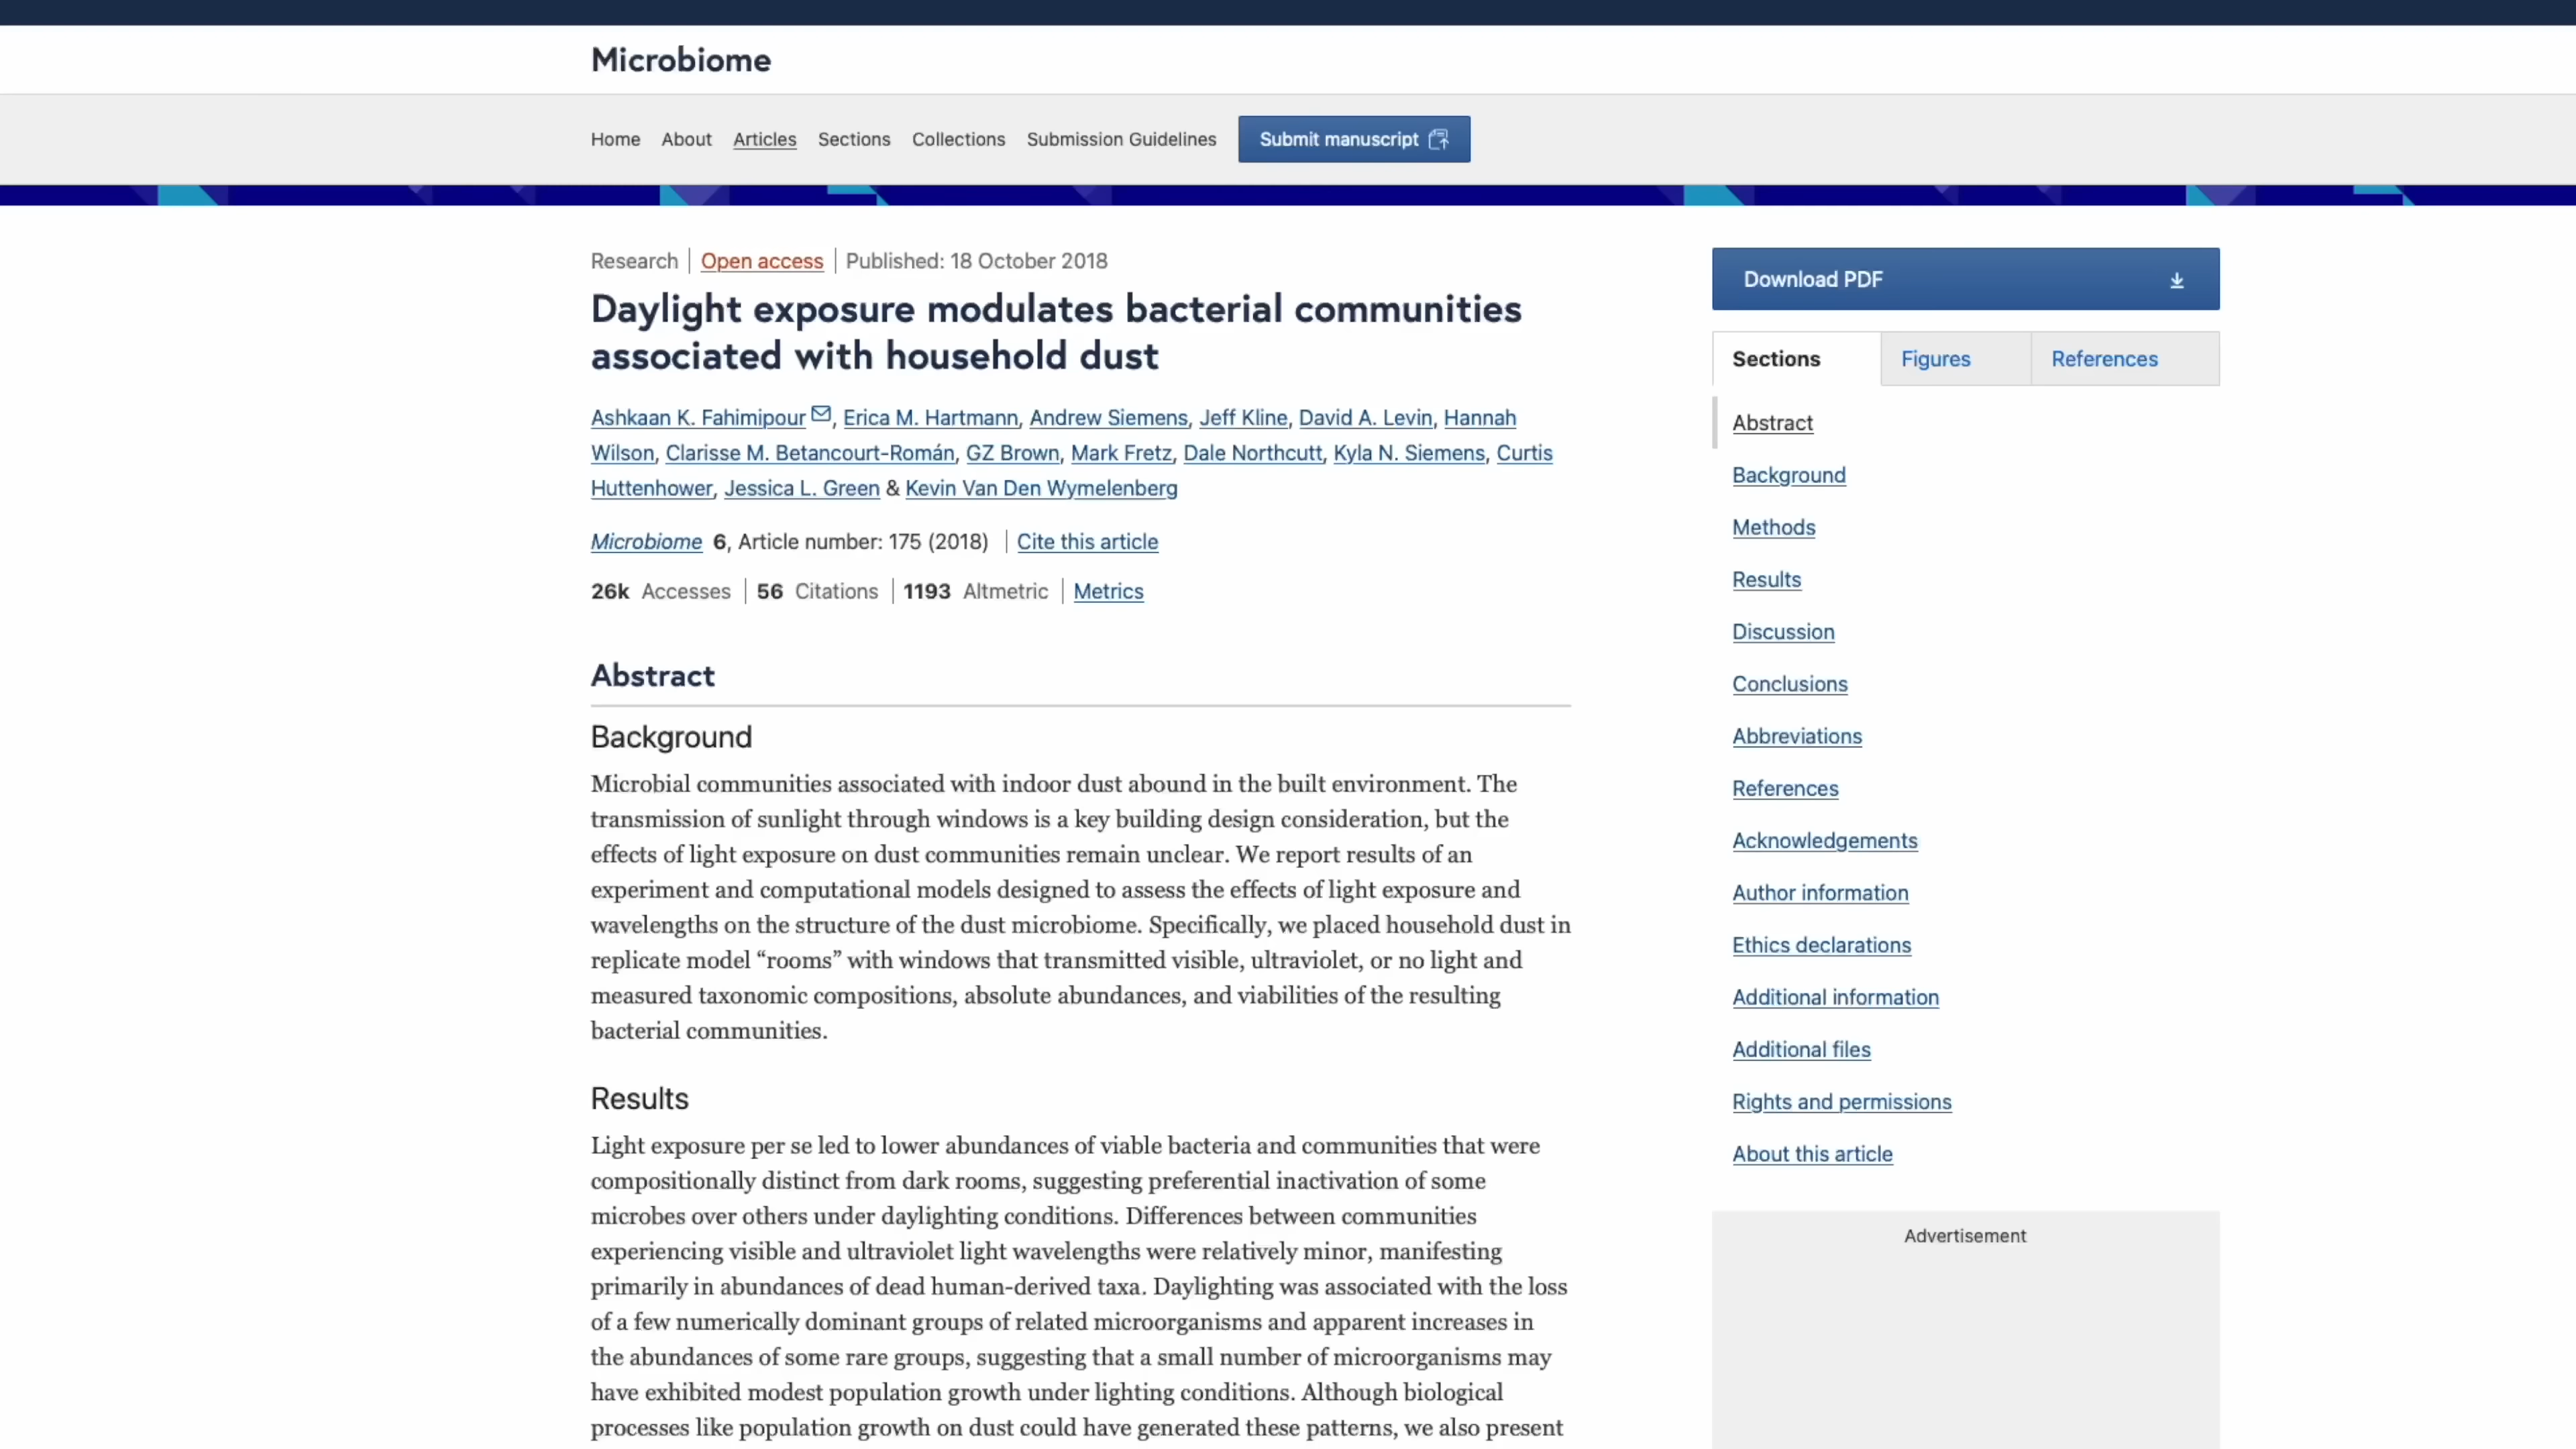 Microbiome
Home About Articles Sections Collections Submission Guidelines Submit manuscript
Research Open access Published: 18 October 2018
Daylight exposure modulates bacterial communities
associated with household dust
Ashkaan K. Fahimipour, Erica M. Hartmann, Andrew Siemens, Jeff Kline, David A. Levin, Hannah
Wilson, Clarisse M. Betancourt-Román, GZ Brown, Mark Fretz, Dale Northcutt, Kyla N. Siemens, Curtis
Huttenhower, Jessica L. Green & Kevin Van Den Wymelenberg
Microbiome 6, Article number: 175 (2018) Cite this article
26k Accesses 56 Citations 1193 Altmetric Metrics
Abstract
Background
Microbial communities associated with indoor dust abound in the built environment. The
transmission of sunlight through windows is a key building design consideration, but the
effects of light exposure on dust communities remain unclear. We report results of an
experiment and computational models designed to assess the effects of light exposure and
wavelengths on the structure of the dust microbiome. Specifically, we placed household dust in
replicate model “rooms” with windows that transmitted visible, ultraviolet, or no light and
measured taxonomic compositions, absolute abundances, and viabilities of the resulting
bacterial communities.
Results
Light exposure per se led to lower abundances of viable bacteria and communities that were
compositionally distinct from dark rooms, suggesting preferential inactivation of some
microbes over others under daylighting conditions. Differences between communities
experiencing visible and ultraviolet light wavelengths were relatively minor, manifesting
primarily in abundances of dead human-derived taxa. Daylighting was associated with the loss
of a few numerically dominant groups of related microorganisms and apparent increases in
the abundances of some rare groups, suggesting that a small number of microorganisms may
have exhibited modest population growth under lighting conditions. Although biological
processes like population growth on dust could have generated these patterns, we also present
Download PDF
Sections Figures References
Abstract
Background
Methods
Results
Discussion
Conclusions
Abbreviations
References
Acknowledgements
Author information
Ethics declarations
Additional information
Additional files
Rights and permissions
About this article
Advertisement